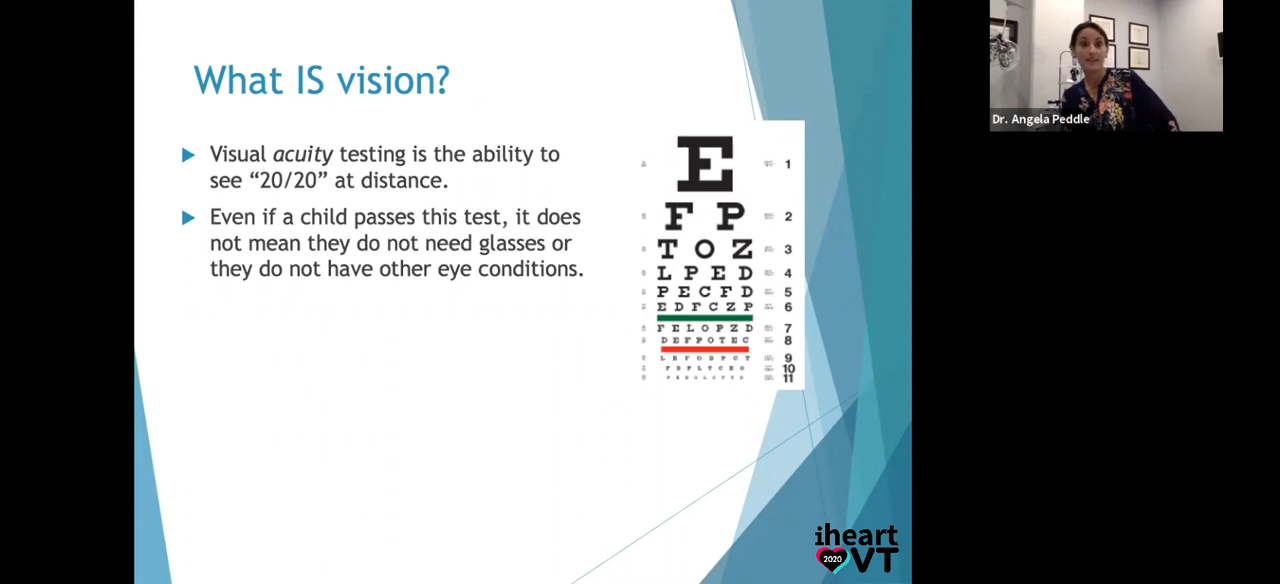 What IS vision?
Visual acuity testing is the ability to
see “20/20” at distance.
Even if a child passes this test, it does
not mean they do not need glasses or
they do not have other eye conditions.
E 1
F P 2
T O Z 3
L P E D 4
P E C F D 5
E D F C Z P 6
F E L O P Z D 7
D E F P O T E C 8
9
10
11
iheart
2020
VT
Dr. Angela Peddle